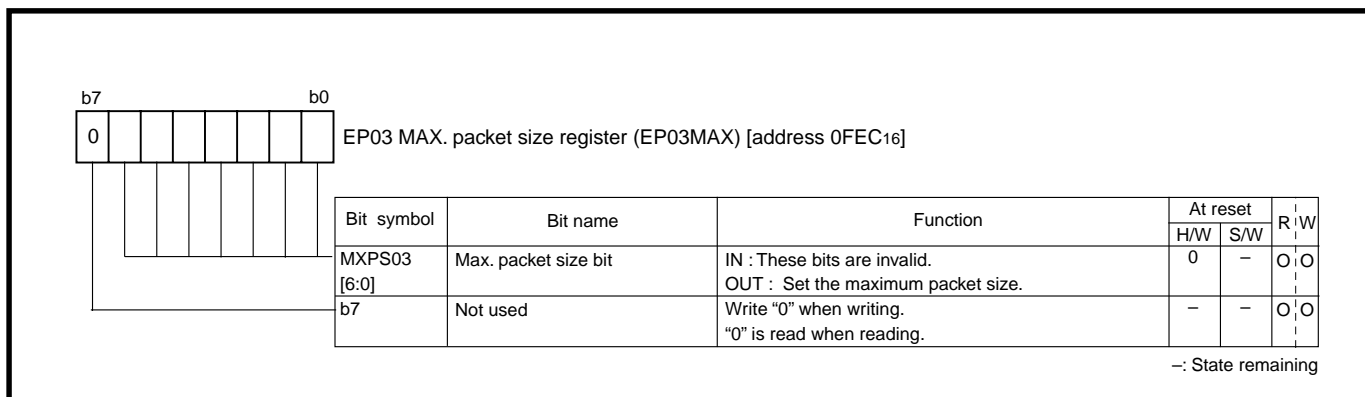 b7 b0
0 EP03 MAX. packet size register (EP03MAX) [address 0FEC16]
Bit symbol Bit name Function At reset R W
H/W S/W
MXPS03 Max. packet size bit IN : These bits are invalid. 0 – O O
[6:0] OUT : Set the maximum packet size.
b7 Not used Write “0” when writing. – – O O
“0” is read when reading.
–: State remaining